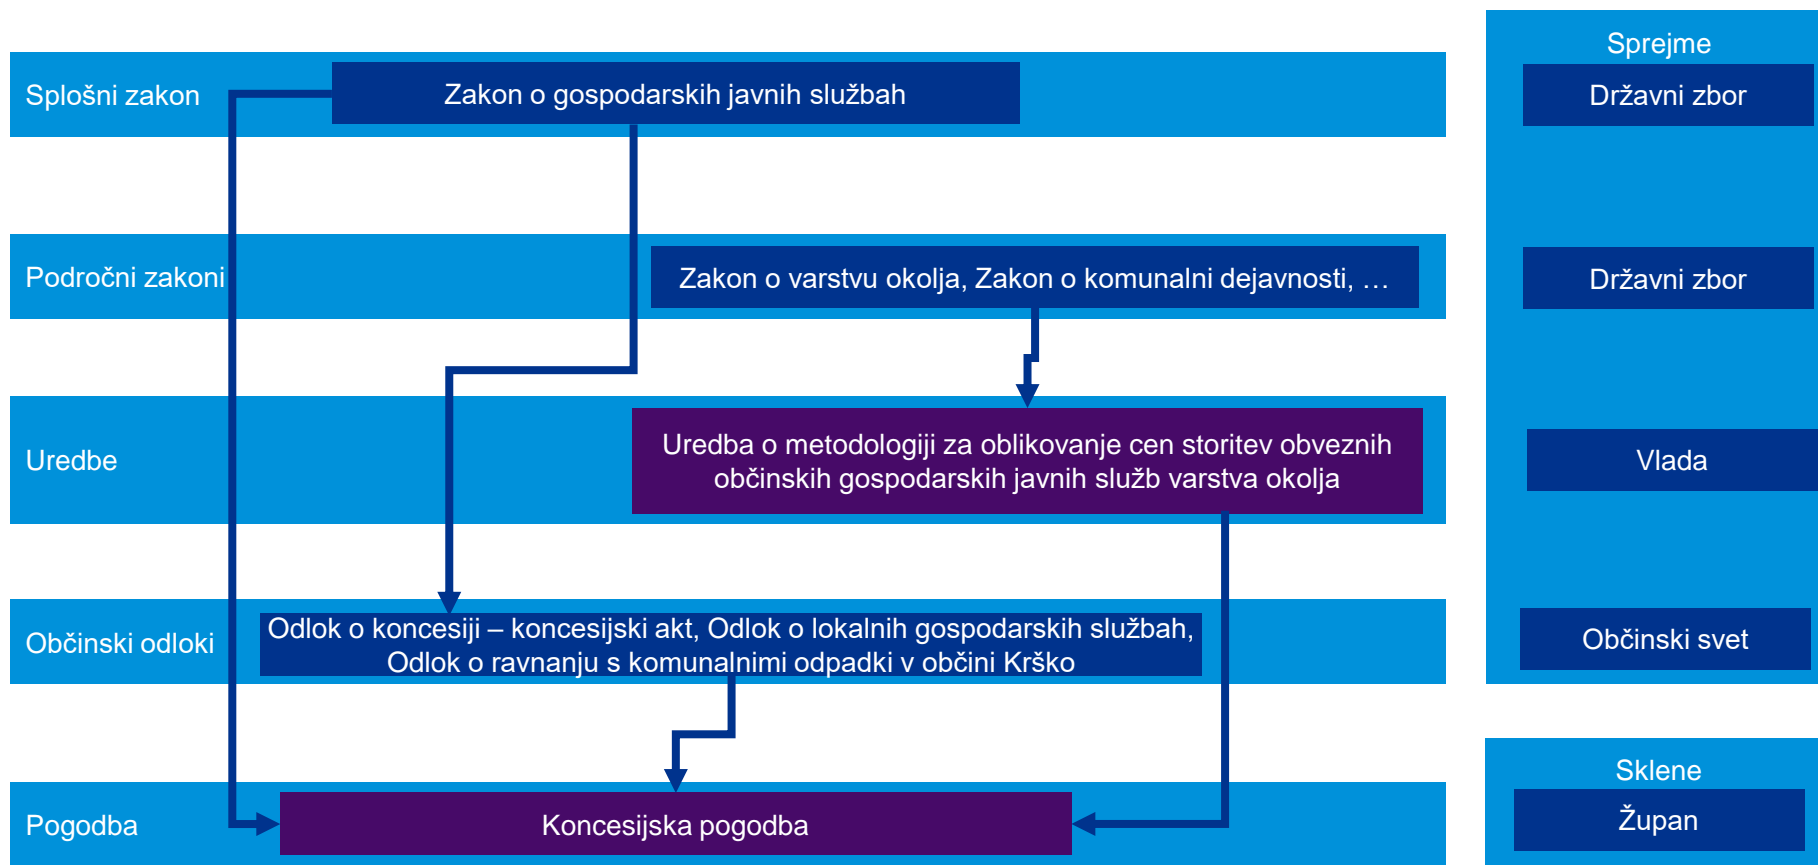 Sprejme
Splošni zakon
Zakon o gospodarskih javnih službah
Državni zbor
Področni zakoni
Zakon o varstvu okolja, Zakon o komunalni dejavnosti, …
Državni zbor
Uredbe
Uredba o metodologiji za oblikovanje cen storitev obveznih
občinskih gospodarskih javnih služb varstva okolja
Vlada
Občinski odloki
Odlok o koncesiji – koncesijski akt, Odlok o lokalnih gospodarskih službah,
Odlok o ravnanju s komunalnimi odpadki v občini Krško
Občinski svet
Sklene
Pogodba
Koncesijska pogodba
Župan